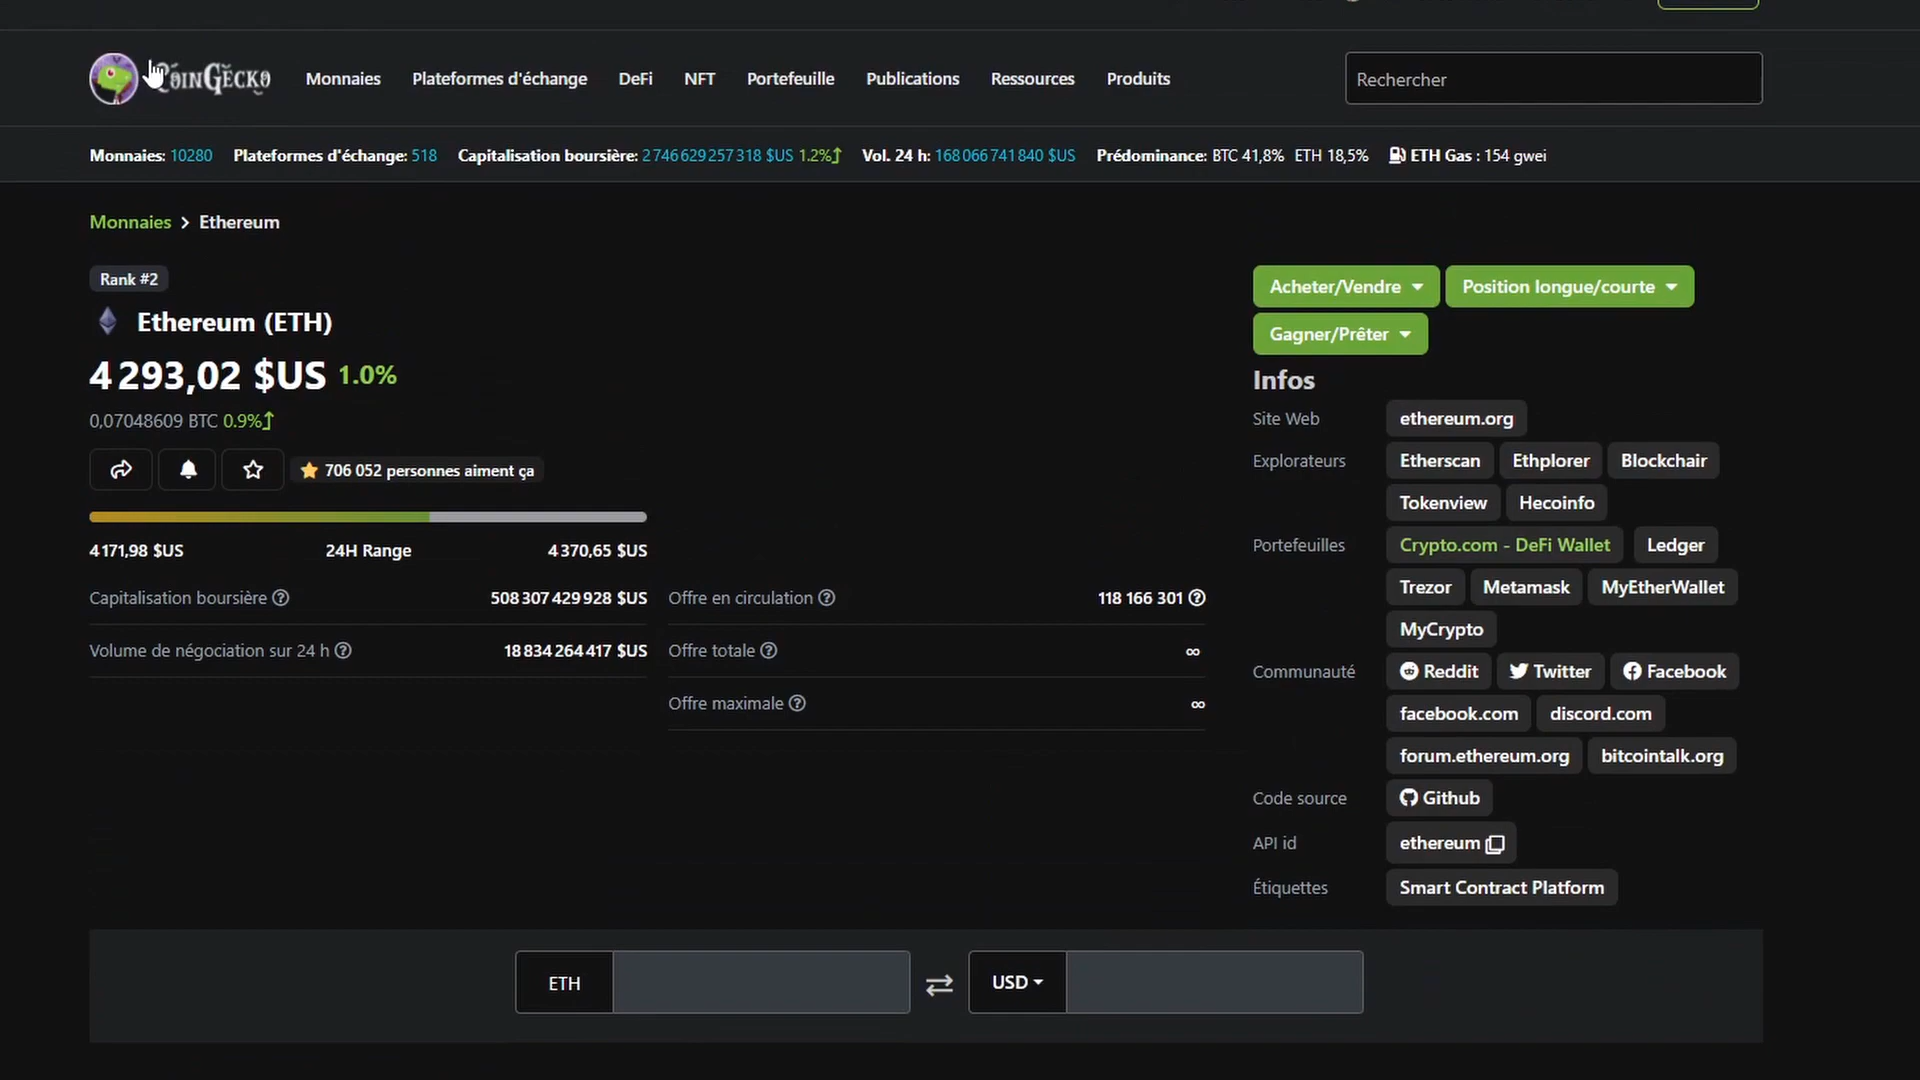 CoinGecko Monnaies Plateformes d'échange DeFi NFT Portefeuille Publications Ressources Produits Rechercher
Monnaies: 10280 Plateformes d'échange: 518 Capitalisation boursière: 2 746 629 257 318 $US 1.2% Vol. 24 h: 168 066 741 840 $US Prédominance: BTC 41,8% ETH 18,5% ETH Gas : 154 gwei
Monnaies > Ethereum
Rank #2
Ethereum (ETH)
4 293,02 $US 1.0%
0,07048609 BTC 0.9%
706 052 personnes aiment ça
4 171,98 $US 24H Range 4 370,65 $US
Capitalisation boursière 508 307 429 928 $US
Volume de négociation sur 24 h 18 834 264 417 $US
Offre en circulation 118 166 301
Offre totale ∞
Offre maximale ∞
Acheter/Vendre Position longue/courte
Gagner/Prêter
Infos
Site Web ethereum.org
Explorateurs Etherscan Ethplorer Blockchair
Tokenview Hecoinfo
Portefeuilles Crypto.com - DeFi Wallet Ledger
Trezor Metamask MyEtherWallet
MyCrypto
Communauté Reddit Twitter Facebook
facebook.com discord.com
forum.ethereum.org bitcointalk.org
Code source Github
API id ethereum
Étiquettes Smart Contract Platform
ETH USD